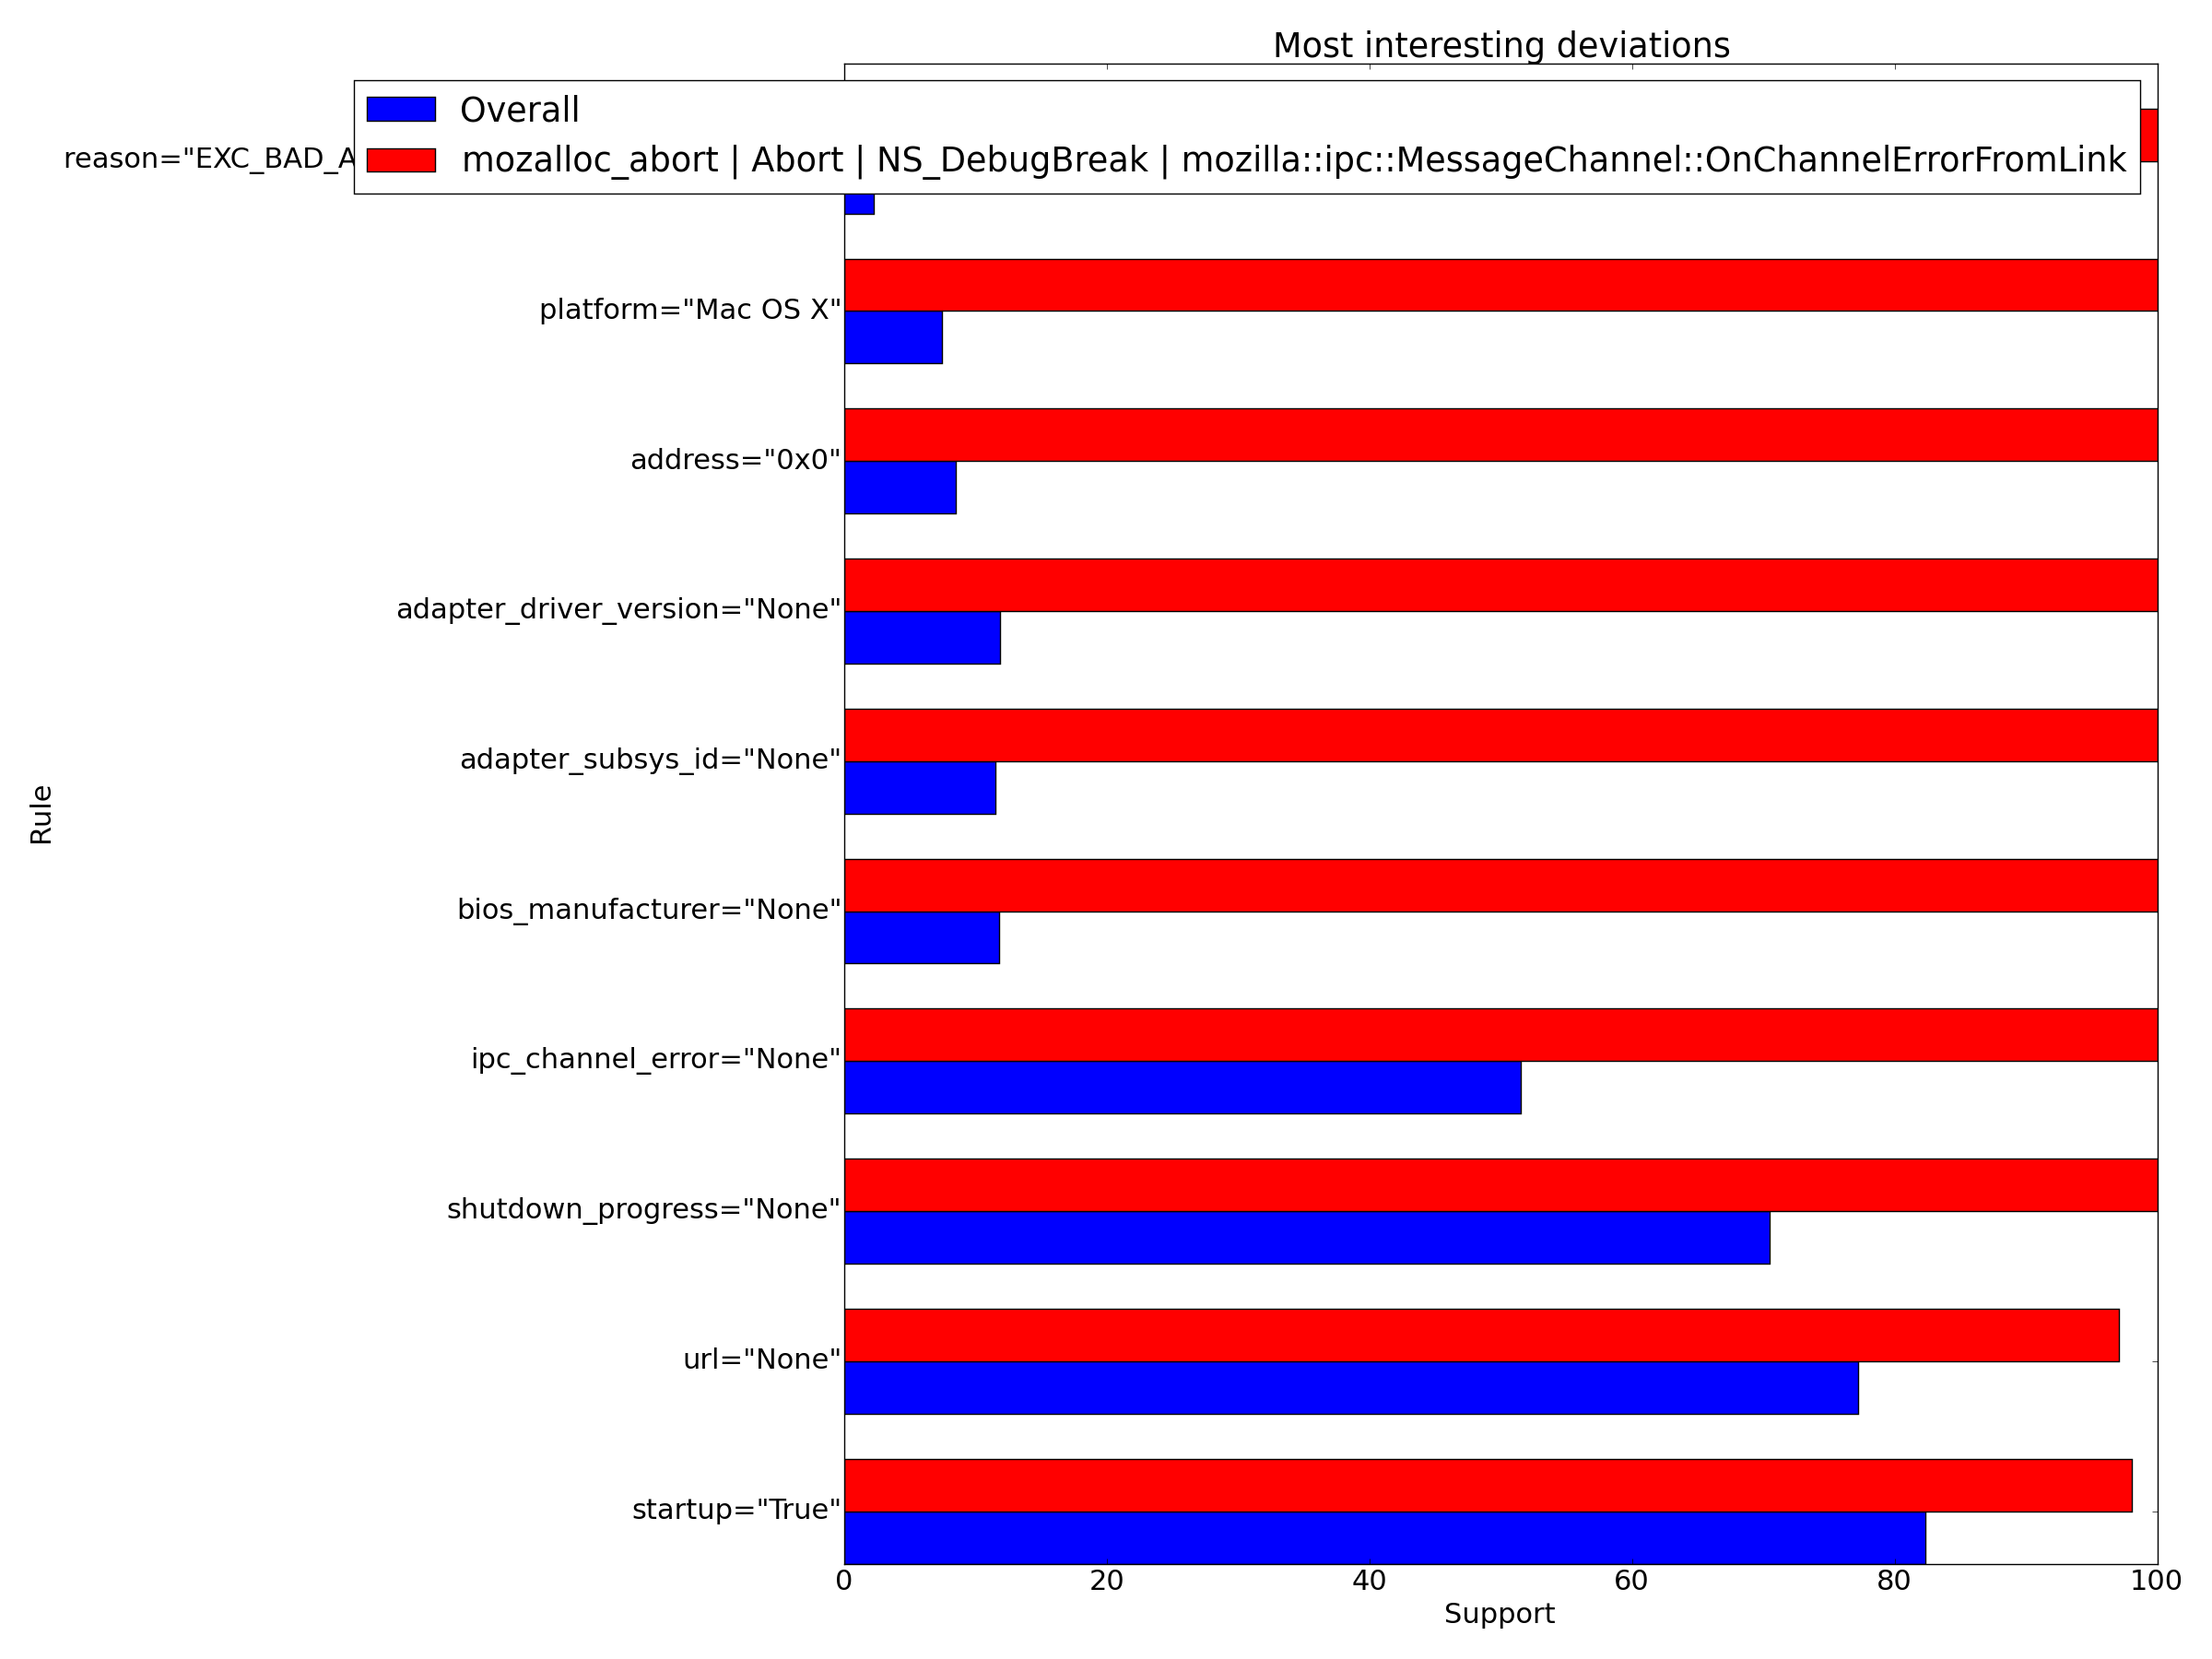 Most interesting deviations
Overall
mozalloc_abort | Abort | NS_DebugBreak | mozilla::ipc::MessageChannel::OnChannelErrorFromLink
reason="EXC_BAD_A
platform="Mac OS X"
address="0x0"
adapter_driver_version="None"
adapter_subsys_id="None"
bios_manufacturer="None"
ipc_channel_error="None"
shutdown_progress="None"
url="None"
startup="True"
Rule
0 20 40 60 80 100
Support